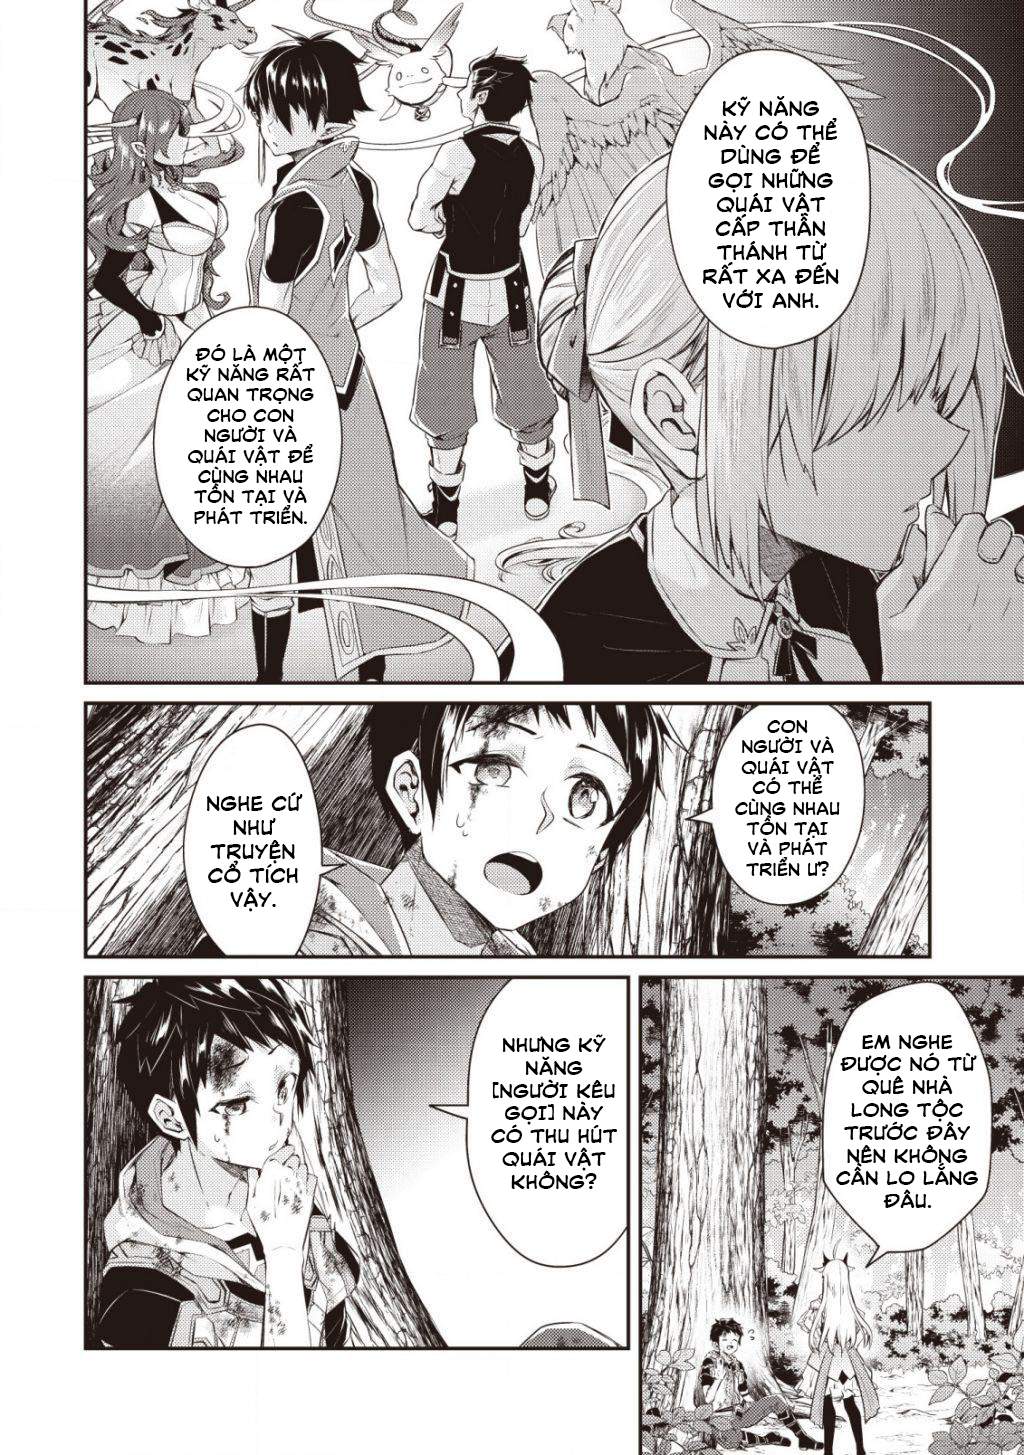 KỸ NĂNG
NÀY CÓ THỂ
DÙNG ĐỂ
GỌI NHỮNG
QUÁI VẬT
CẤP THẦN
THÁNH TỪ
RẤT XA ĐẾN
VỚI ANH.
ĐÓ LÀ MỘT
KỸ NĂNG RẤT
QUAN TRỌNG
CHO CON
NGƯỜI VÀ
QUÁI VẬT ĐỂ
CÙNG NHAU
TỒN TẠI VÀ
PHÁT TRIỂN.
CON
NGƯỜI VÀ
QUÁI VẬT
CÓ THỂ
CÙNG NHAU
TỒN TẠI
VÀ PHÁT
TRIỂN Ư?
NGHE CỨ
NHƯ
TRUYỆN
CỔ TÍCH
VẬY.
EM NGHE
ĐƯỢC NÓ TỪ
QUÊ NHÀ
LONG TỘC
TRƯỚC ĐÂY
NÊN KHÔNG
CẦN LO LẮNG
ĐÂU.
NHƯNG KỸ
NĂNG
[NGƯỜI KÊU
GỌI] NÀY
CÓ THU HÚT
QUÁI VẬT
KHÔNG?